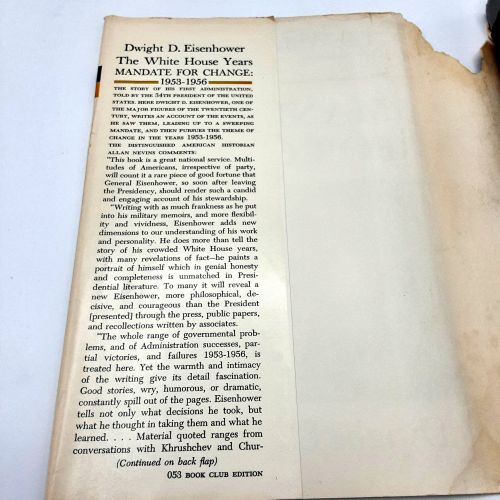 Dwight D. Eisenhower
The White House Years
MANDATE FOR CHANGE:
1953-1956
THE STORY OF HIS FIRST ADMINISTRATION,
TOLD BY THE 34TH PRESIDENT OF THE UNITED
STATES. HERE DWIGHT D. EISENHOWER, ONE OF
THE MAJOR FIGURES OF THE TWENTIETH CEN-
TURY, WRITES AN ACCOUNT OF THE EVENTS, AS
HE SAW THEM, LEADING UP TO A SWEEPING
MANDATE, AND THEN PURSUES THE THEME OF
CHANGE IN THE YEARS 1953-1956.
THE DISTINGUISHED AMERICAN HISTORIAN
ALLAN NEVINS COMMENTS:
"This book is a great national service. Multi-
tudes of Americans, irrespective of party,
will count it a rare piece of good fortune that
General Eisenhower, so soon after leaving
the Presidency, should render such a candid
and engaging account of his stewardship.
"Writing with as much frankness as he put
into his military memoirs, and more flexibil-
ity and vividness, Eisenhower adds new
dimensions to our understanding of his work
and personality. He does more than tell the
story of his crowded White House years,
with many revelations of fact—he paints a
portrait of himself which in genial honesty
and completeness is unmatched in Presi-
dential literature. To many it will reveal a
new Eisenhower, more philosophical, de-
cisive, and courageous than the President
[presented] through the press, public papers,
and recollections written by associates.
"The whole range of governmental prob-
lems, and of Administration successes, par-
tial victories, and failures 1953-1956, is
treated here. Yet the warmth and intimacy
of the writing give its detail fascination.
Good stories, wry, humorous, or dramatic,
constantly spill out of the pages. Eisenhower
tells not only what decisions he took, but
what he thought in taking them and what he
learned. . . . Material quoted ranges from
conversations with Khrushchev and Chur-
(Continued on back flap)
053 BOOK CLUB EDITION